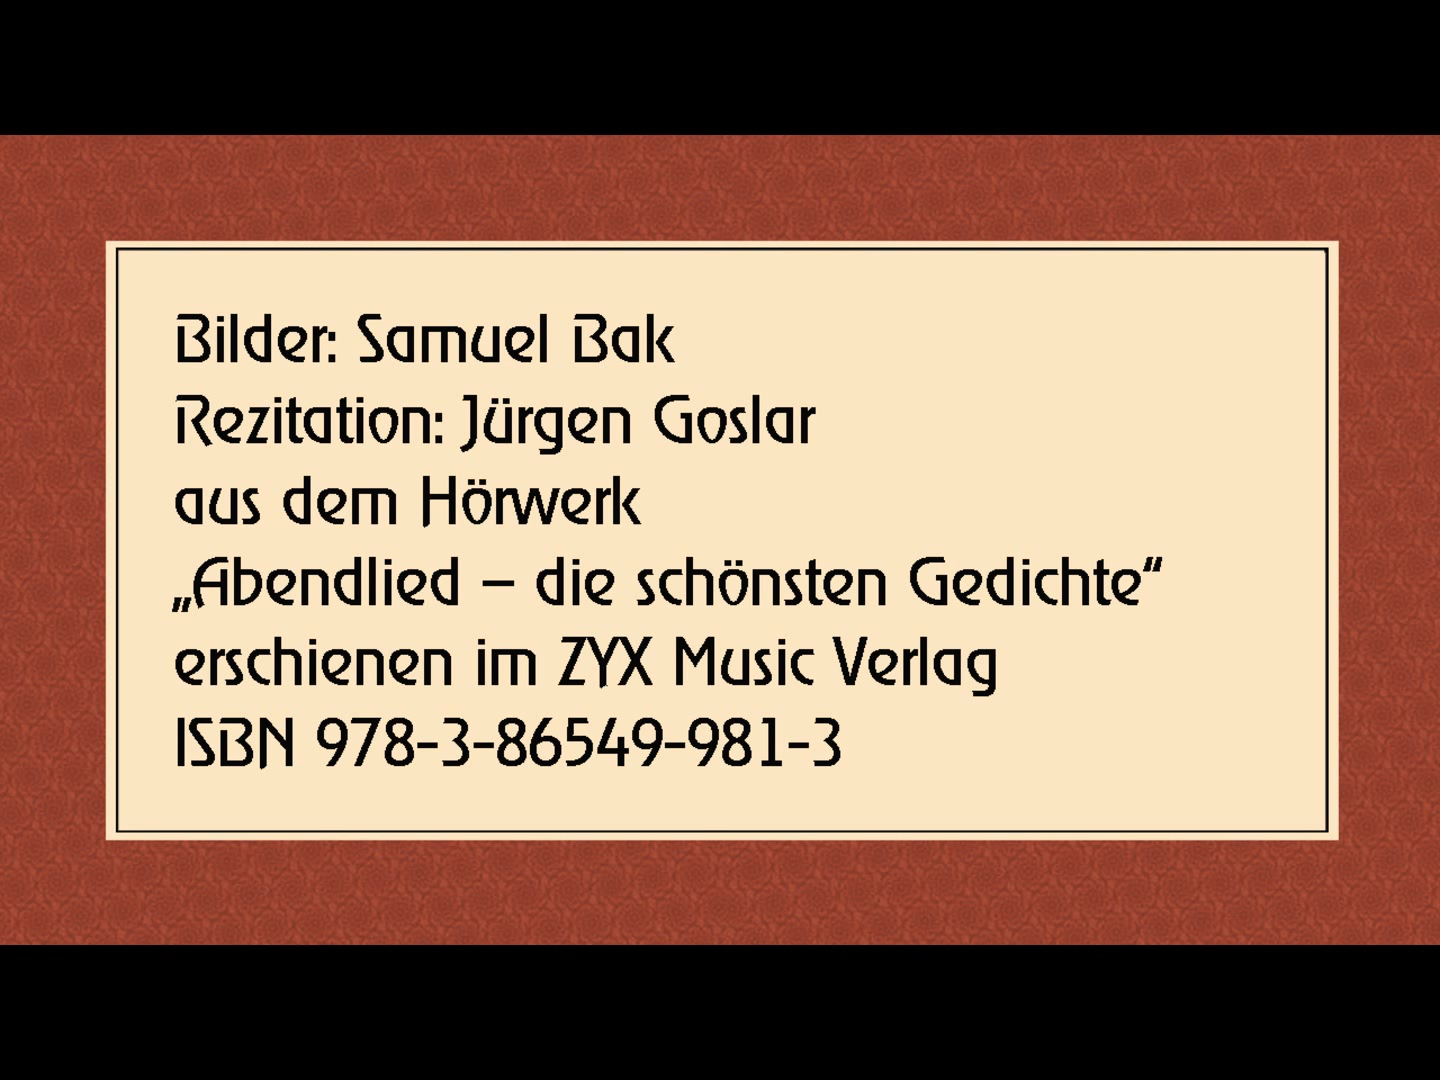 Bilder: Samuel Bak
Rezitation: Jürgen Goslar
aus dem Hörwerk
„Abendlied – die schönsten Gedichte“
erschienen im ZYX Music Verlag
ISBN 978-3-86549-981-3